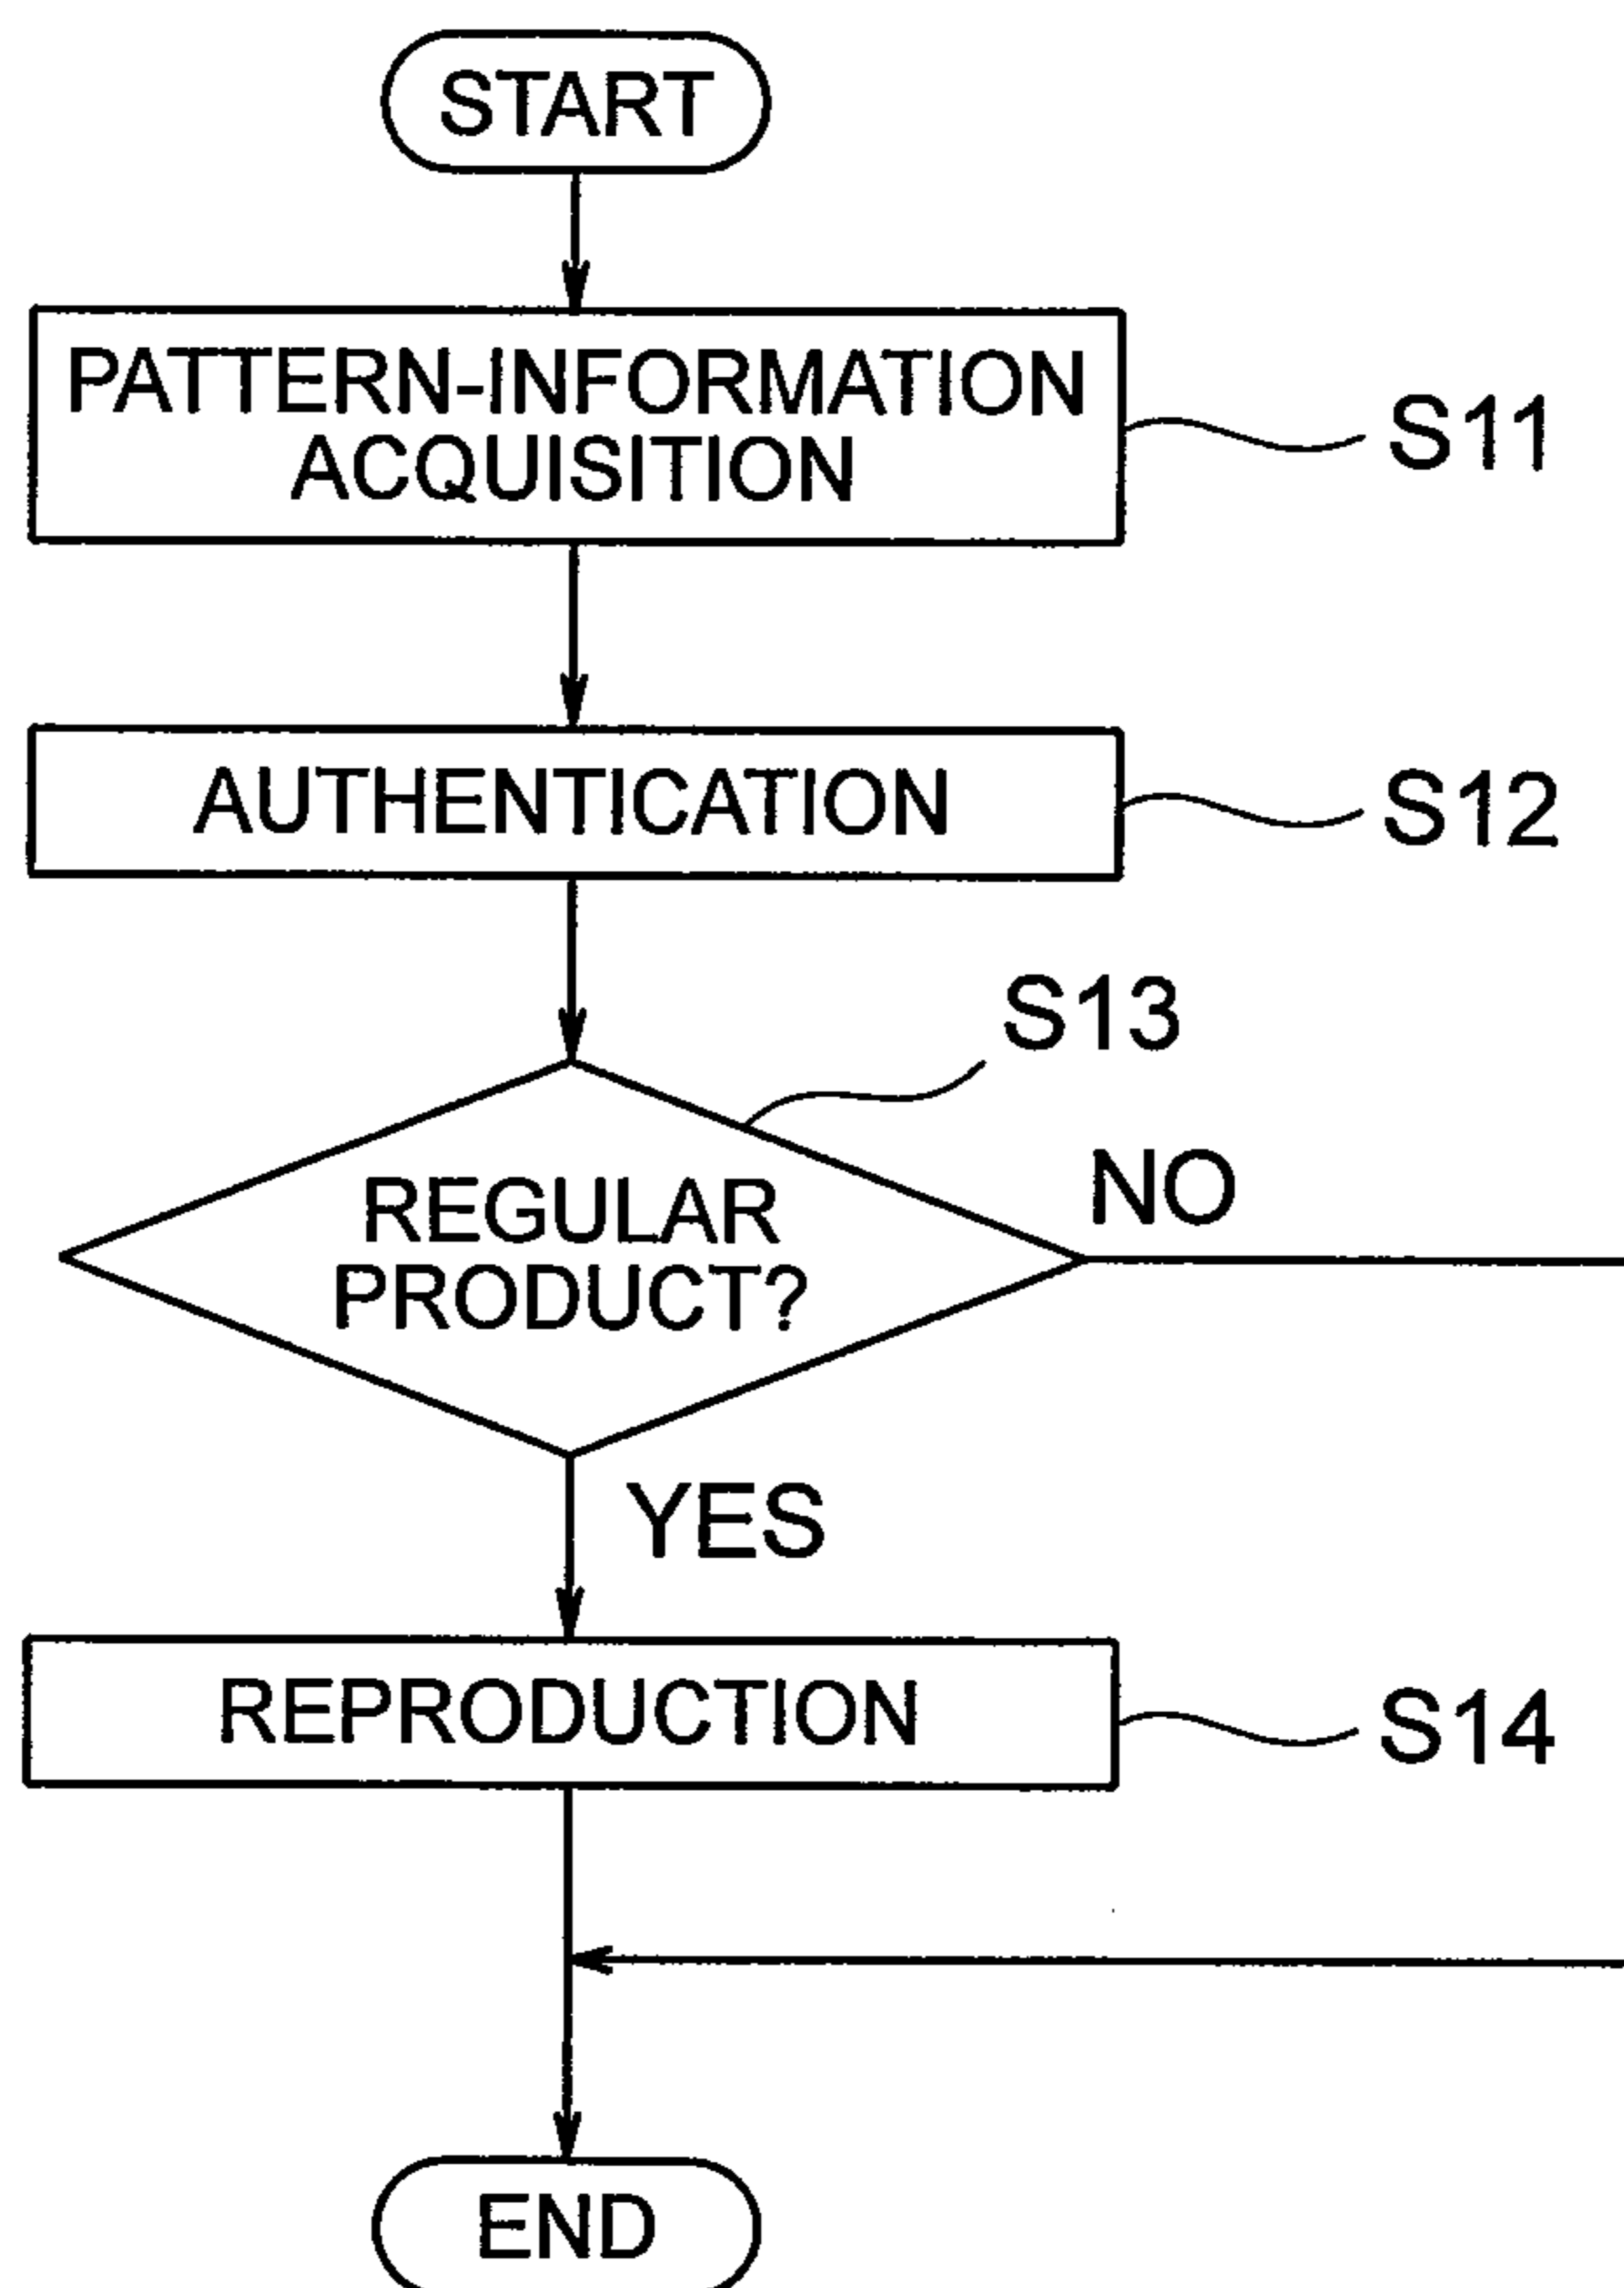 START
PATTERN-INFORMATION
ACQUISITION
S11
AUTHENTICATION
S12
S13
REGULAR
PRODUCT?
NO
YES
REPRODUCTION
S14
END